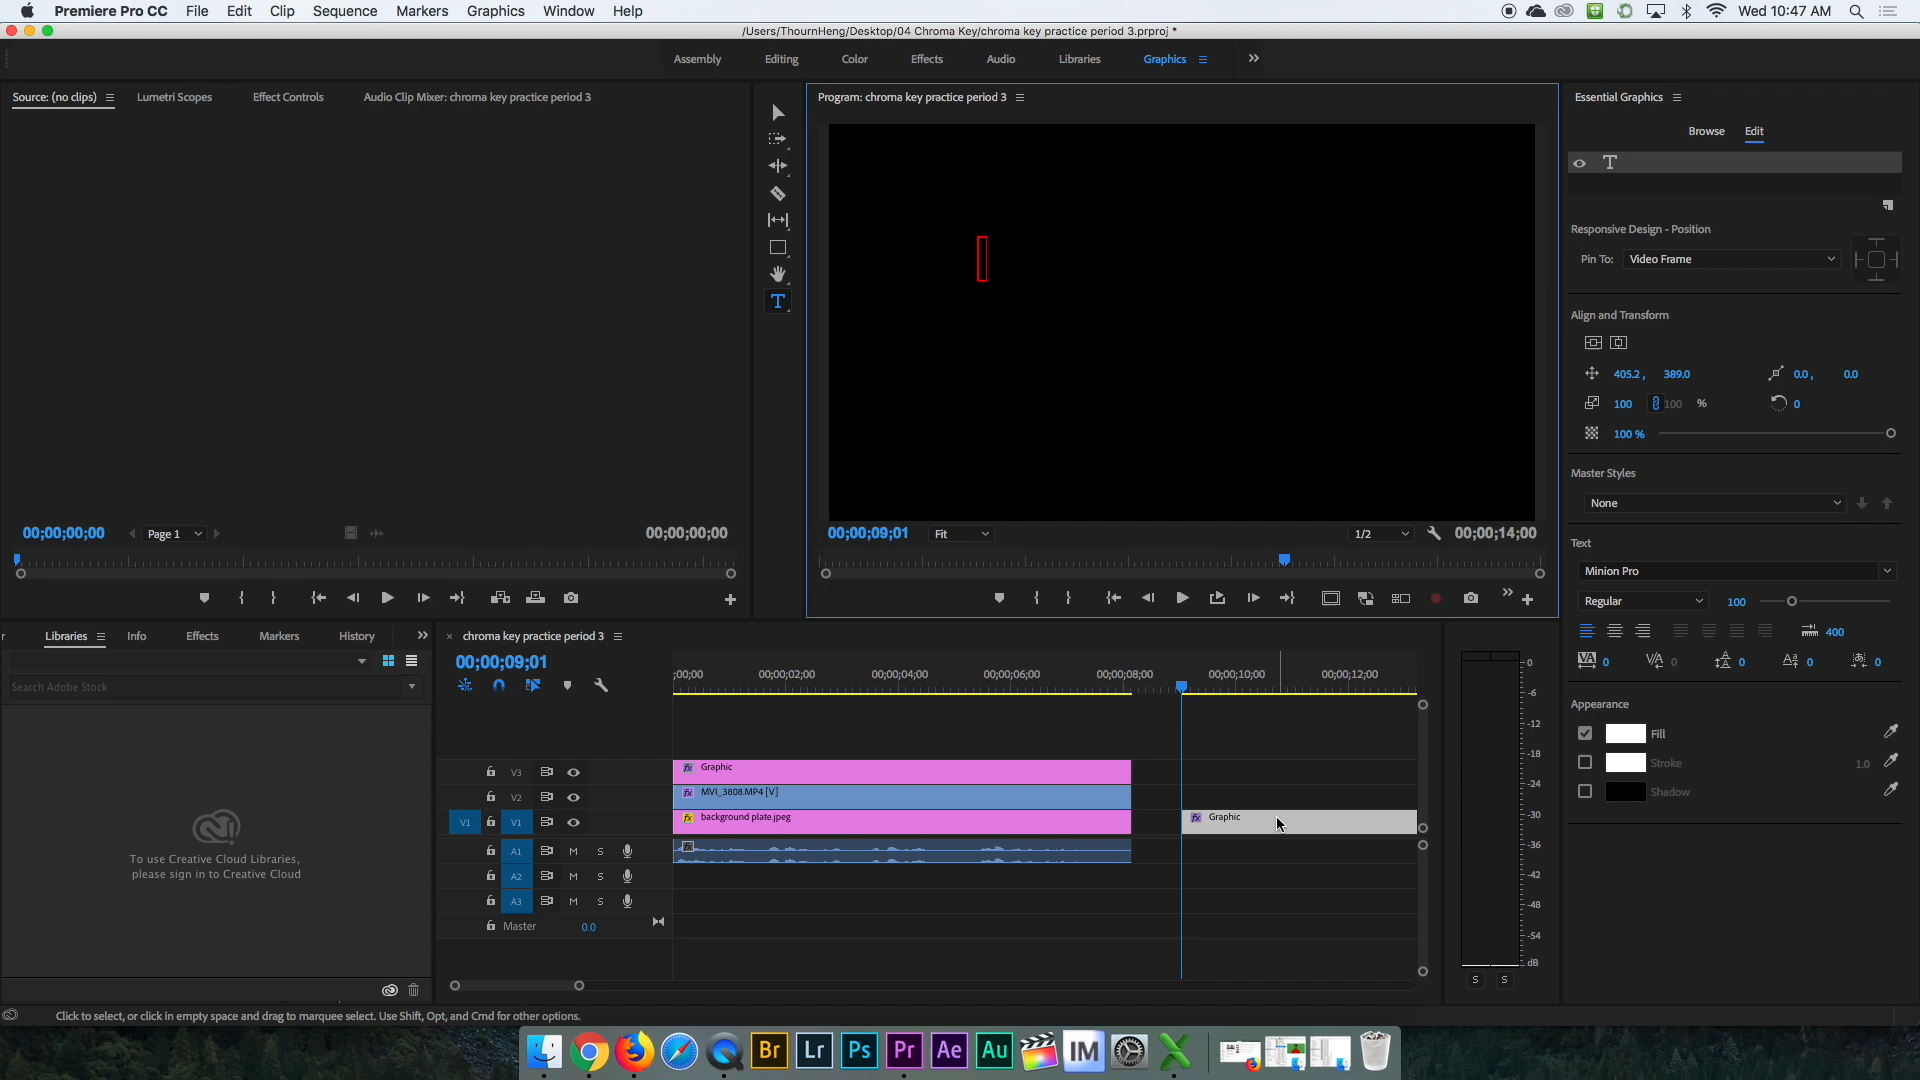 Premiere Pro CC File Edit Clip Sequence Markers Graphics Window Help Wed 10:47 AM
/Users/ThournHeng/Desktop/04 Chroma Key/chroma key practice period 3.prproj *
Assembly Editing Color Effects Audio Libraries Graphics
Source: (no clips) Lumetri Scopes Effect Controls Audio Clip Mixer: chroma key practice period 3
Program: chroma key practice period 3
Essential Graphics
Browse Edit
T
Responsive Design - Position
Pin To: Video Frame
Align and Transform
405.2 , 389.0 0.0 , 0.0
100 100 % 0
100 %
Master Styles
None
Text
Minion Pro
Regular 100
400
0 0 0 0 0
Appearance
Fill
Stroke 1.0
Shadow
00;00;00;00 Page 1 00;00;00;00
00;00;09;01 Fit 1/2 00;00;14;00
r Libraries Info Effects Markers History
Search Adobe Stock
To use Creative Cloud Libraries,
please sign in to Creative Cloud
× chroma key practice period 3
00;00;09;01
;00;00 00;00;02;00 00;00;04;00 00;00;06;00 00;00;08;00 00;00;10;00 00;00;12;00
V3 fx Graphic
V2 fx MVI_3808.MP4 [V]
V1 V1 fx background plate.jpeg fx Graphic
A1 M S
A2 M S
A3 M S
Master 0.0
0
-6
-12
-18
-24
-30
-36
-42
-48
-54
dB
S S
Click to select, or click in empty space and drag to marquee select. Use Shift, Opt, and Cmd for other options.
Br Lr Ps Pr Ae Au IM